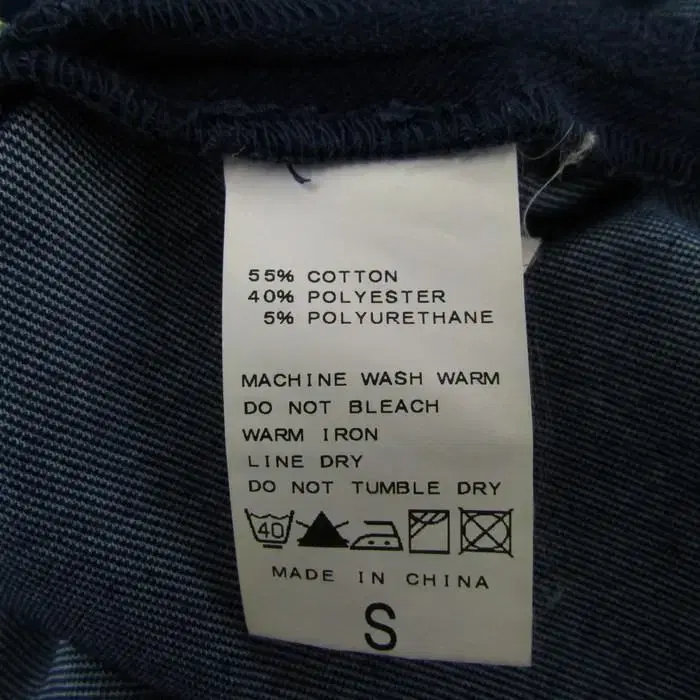 55% COTTON
40% POLYESTER
5% POLYURETHANE
MACHINE WASH WARM
DO NOT BLEACH
WARM IRON
LINE DRY
DO NOT TUMBLE DRY
40
MADE IN CHINA
S